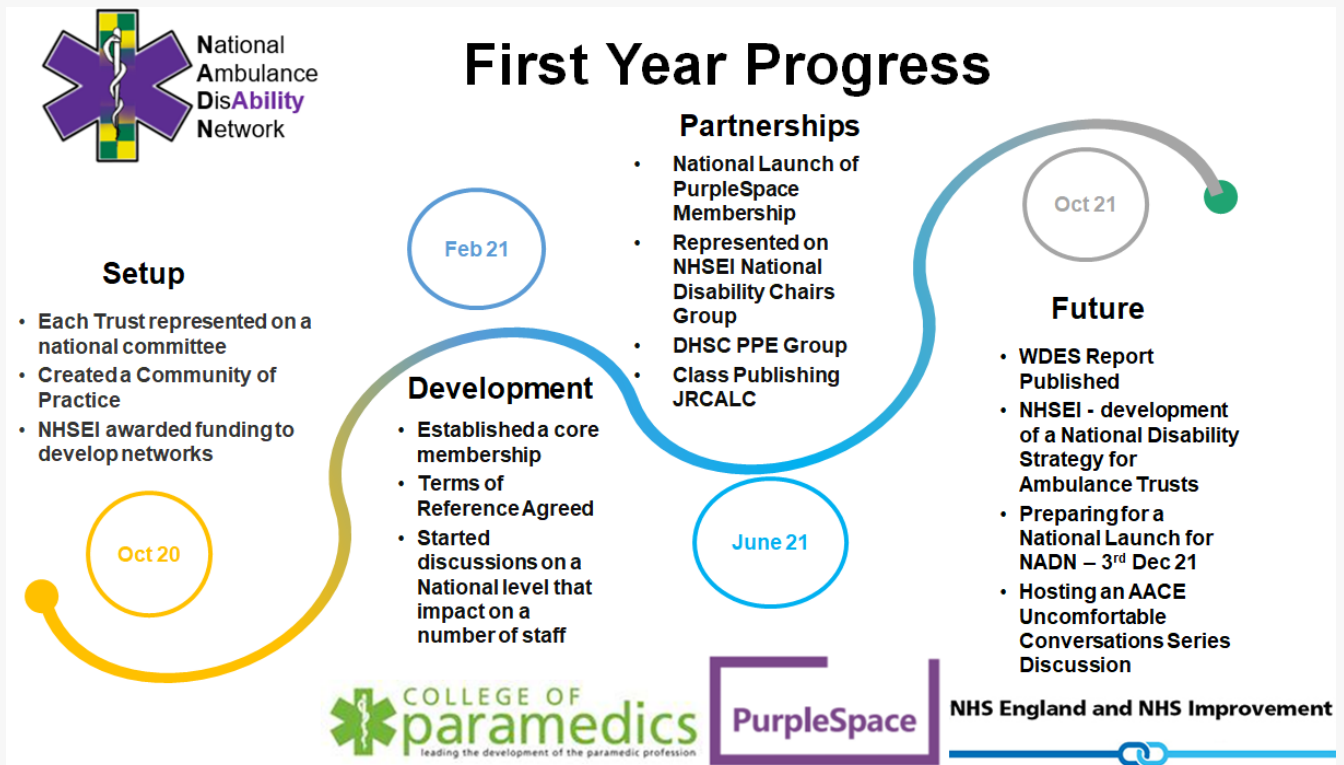 National
Ambulance
DisAbility
Network
First Year Progress
Setup
• Each Trust represented on a
national committee
• Created a Community of
Practice
• NHSEI awarded funding to
develop networks
Oct 20
Feb 21
Development
• Established a core
membership
• Terms of
Reference Agreed
• Started
discussions on a
National level that
impact on a
number of staff
Partnerships
• National Launch of
PurpleSpace
Membership
• Represented on
NHSEI National
Disability Chairs
Group
• DHSC PPE Group
• Class Publishing
JRCALC
June 21
Oct 21
Future
• WDES Report
Published
• NHSEI - development
of a National Disability
Strategy for
Ambulance Trusts
• Preparing for a
National Launch for
NADN – 3rd Dec 21
• Hosting an AACE
Uncomfortable
Conversations Series
Discussion
COLLEGE OF
paramedics
leading the development of the paramedic profession
PurpleSpace
NHS England and NHS Improvement